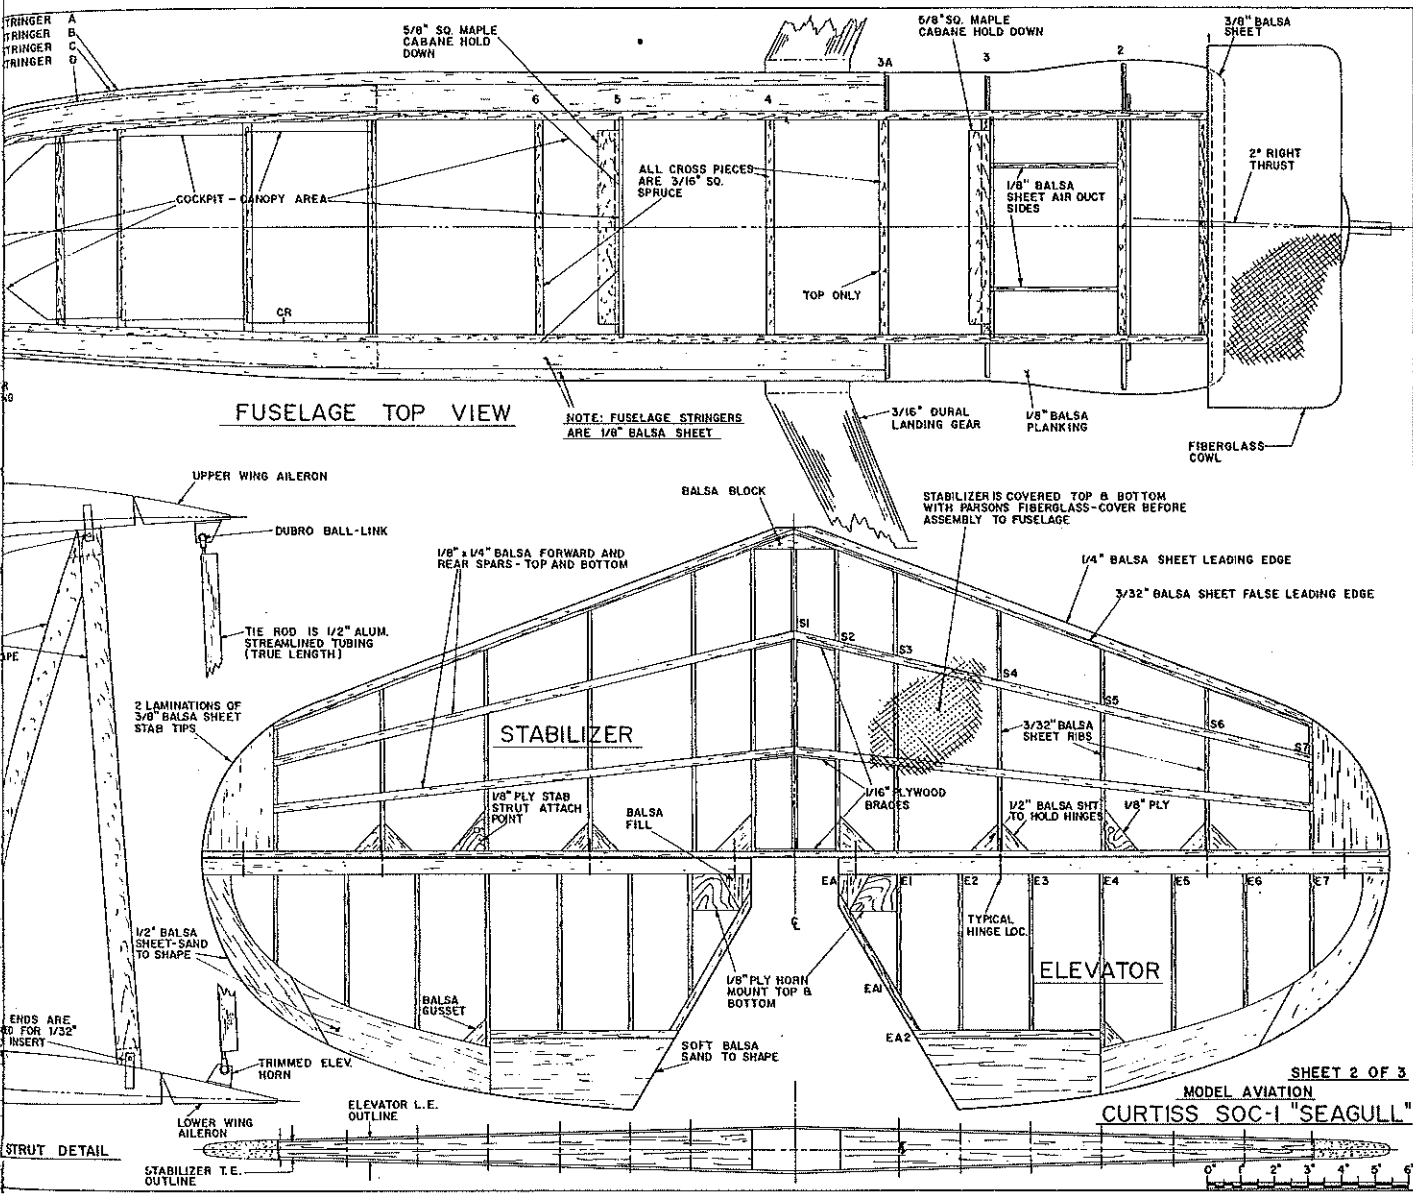 TRINGER A
TRINGER B
TRINGER C
TRINGER D
5/8" SQ. MAPLE
CABANE HOLD
DOWN
5/8" SQ. MAPLE
CABANE HOLD DOWN
3/8" BALSA
SHEET
6
5
4
3A
3
2
1
ALL CROSS PIECES
ARE 3/16" SQ.
SPRUCE
COCKPIT - CANOPY AREA
1/8" BALSA
SHEET AIR DUCT
SIDES
2° RIGHT
THRUST
TOP ONLY
CR
FUSELAGE TOP VIEW
NOTE: FUSELAGE STRINGERS
ARE 1/8" BALSA SHEET
3/16" DURAL
LANDING GEAR
1/8" BALSA
PLANKING
FIBERGLASS
COWL
UPPER WING AILERON
DUBRO BALL-LINK
BALSA BLOCK
STABILIZER IS COVERED TOP & BOTTOM
WITH PARSONS FIBERGLASS-COVER BEFORE
ASSEMBLY TO FUSELAGE
1/8" x 1/4" BALSA FORWARD AND
REAR SPARS - TOP AND BOTTOM
1/4" BALSA SHEET LEADING EDGE
3/32" BALSA SHEET FALSE LEADING EDGE
TIE ROD IS 1/2" ALUM.
STREAMLINED TUBING
(TRUE LENGTH)
S1
S2
S3
S4
S5
S6
S7
2 LAMINATIONS OF
3/8" BALSA SHEET
STAB TIPS
STABILIZER
3/32" BALSA
SHEET RIBS
1/8" PLY STAB
STRUT ATTACH
POINT
BALSA
FILL
1/16" PLYWOOD
BRACES
1/2" BALSA SHT
TO HOLD HINGES
1/8" PLY
EA
E1
E2
E3
E4
E5
E6
E7
TYPICAL
HINGE LOC.
1/2" BALSA
SHEET-SAND
TO SHAPE
ELEVATOR
1/8" PLY HORN
MOUNT TOP &
BOTTOM
EA1
BALSA
GUSSET
ENDS ARE
FOR 1/32"
INSERT
EA2
SOFT BALSA
SAND TO SHAPE
TRIMMED ELEV.
HORN
LOWER WING
AILERON
ELEVATOR L.E.
OUTLINE
SHEET 2 OF 3
MODEL AVIATION
CURTISS SOC-1 "SEAGULL"
STRUT DETAIL
STABILIZER T.E.
OUTLINE
0" 1" 2" 3" 4" 5" 6"